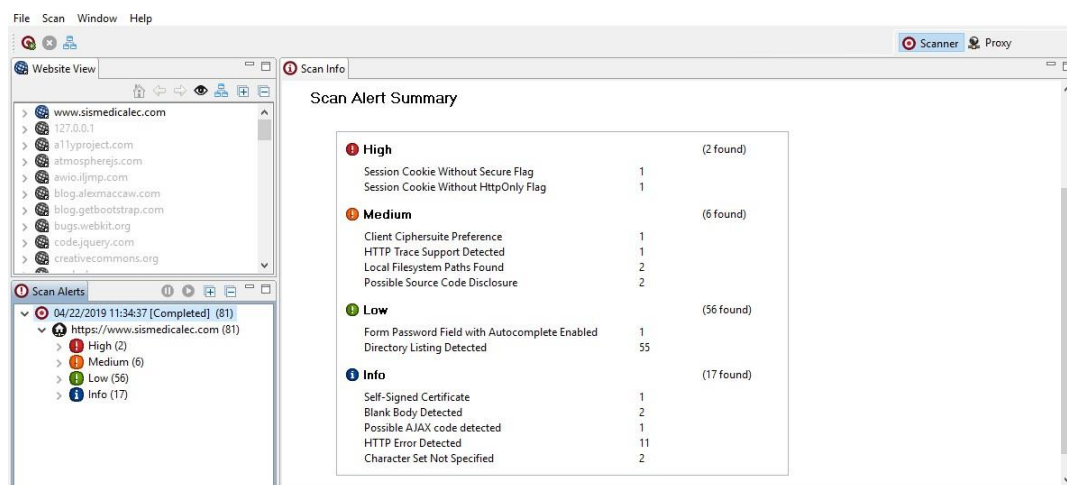 File Scan Window Help
Scanner Proxy
Website View
www.sismedicalec.com
127.0.0.1
a11yproject.com
atmospherejs.com
awio.iljmp.com
blog.alexmaccaw.com
blog.getbootstrap.com
bugs.webkit.org
code.jquery.com
creativecommons.org
Scan Alerts
04/22/2019 11:34:37 [Completed] (81)
https://www.sismedicalec.com (81)
High (2)
Medium (6)
Low (56)
Info (17)
Scan Info
Scan Alert Summary
High (2 found)
Session Cookie Without Secure Flag 1
Session Cookie Without HttpOnly Flag 1
Medium (6 found)
Client Ciphersuite Preference 1
HTTP Trace Support Detected 1
Local Filesystem Paths Found 2
Possible Source Code Disclosure 2
Low (56 found)
Form Password Field with Autocomplete Enabled 1
Directory Listing Detected 55
Info (17 found)
Self-Signed Certificate 1
Blank Body Detected 2
Possible AJAX code detected 1
HTTP Error Detected 11
Character Set Not Specified 2